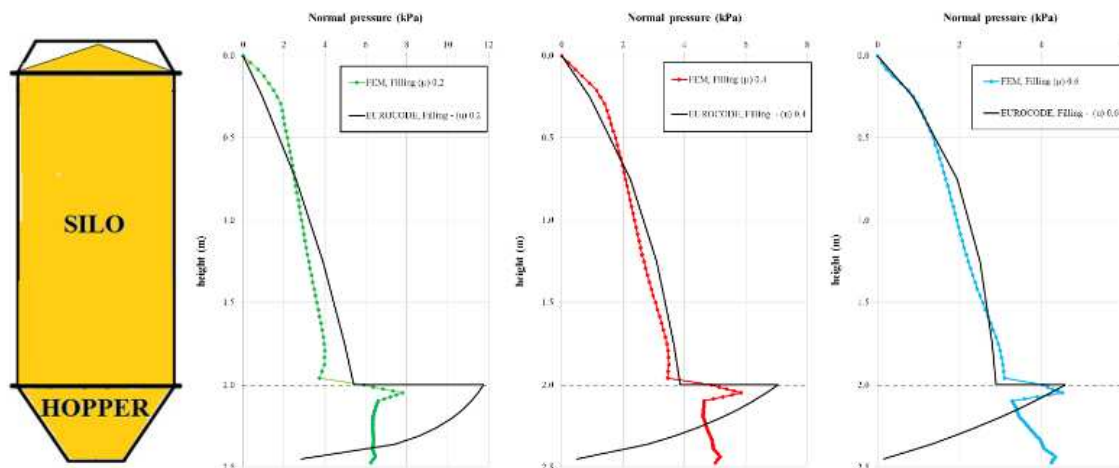 Normal pressure (kPa)
0 2 4 6 8 10 12
0.0
0.5
1.0
1.5
2.0
height (m)
FEM, Filling (μ) 0.2
EUROCODE, Filling - (u) 0.2
SILO
HOPPER
Normal pressure (kPa)
0 2 4 6 8
0.0
0.5
1.0
1.5
2.0
2.5
height (m)
FEM, Filling (μ) 0.4
EUROCODE, Filling - (u) 0.4
Normal pressure (kPa)
0 2 4
0.0
0.5
1.0
1.5
2.0
height (m)
FEM, Filling (μ) 0.6
EUROCODE, Filling - (u) 0.6